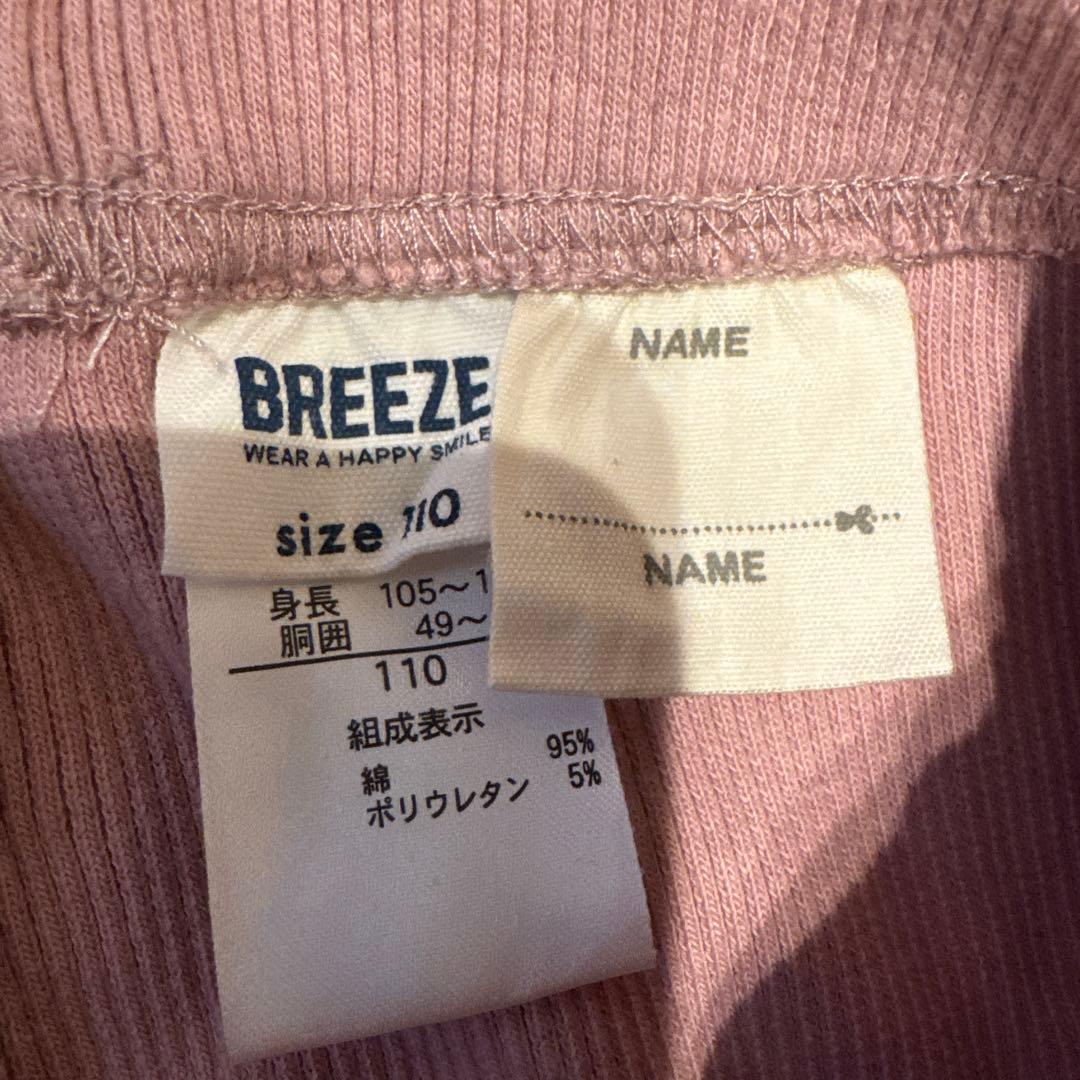 BREEZE
WEAR A HAPPY SMILE
size 110
身長 105～1
胴囲 49～
110
組成表示
綿 95%
ポリウレタン 5%
NAME
NAME